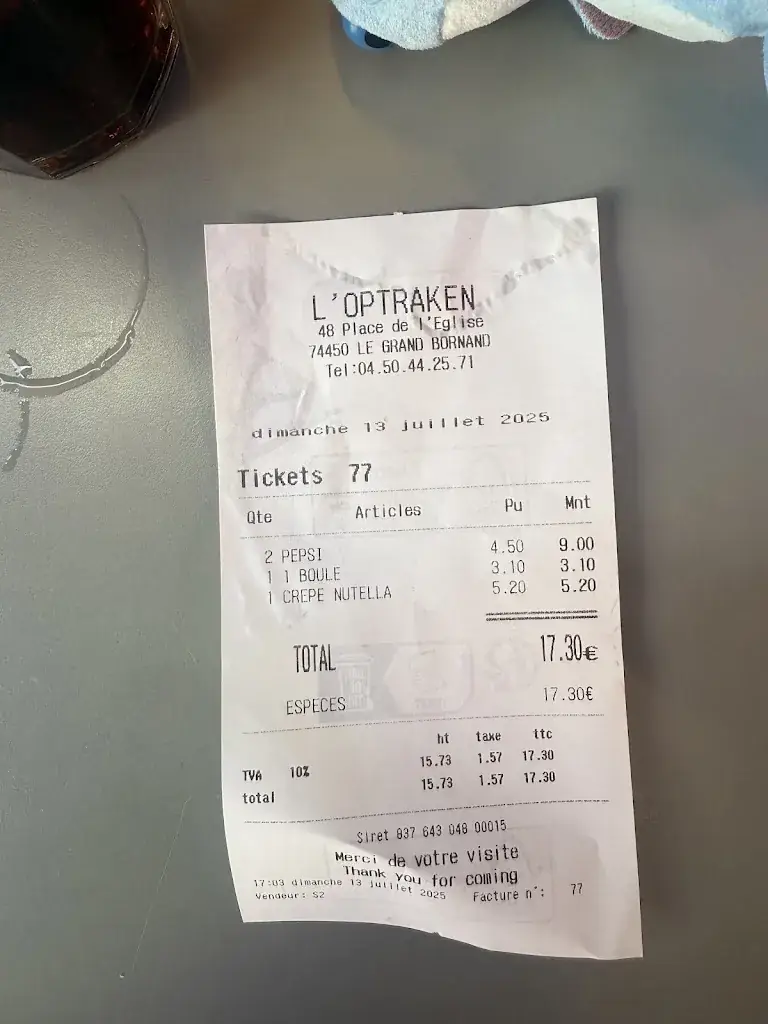 L'OPTRAKEN
48 Place de l'Eglise
74450 LE GRAND BORNAND
Tel:04.50.44.25.71
dimanche 13 juillet 2025
Tickets 77
Qte Articles Pu Mnt
2 PEPSI 4.50 9.00
1 1 BOULE 3.10 3.10
1 CREPE NUTELLA 5.20 5.20
TOTAL 17.30€
ESPECES 17.30€
ht taxe ttc
TVA 10% 15.73 1.57 17.30
total 15.73 1.57 17.30
Siret 837 643 048 00015
Merci de votre visite
Thank You for coming
17:03 dimanche 13 juillet 2025
Vendeur: S2 Facture n°: 77